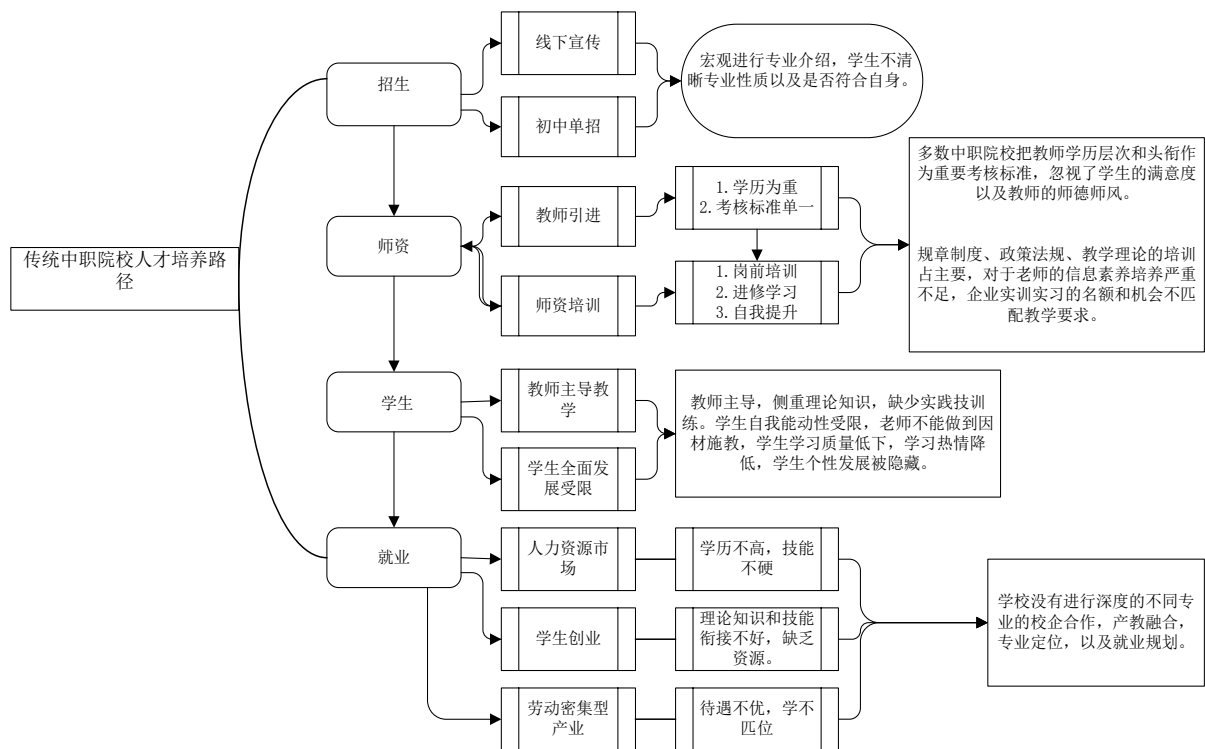 传统中职院校人才培养路
径
招生
线下宣传
初中单招
宏观进行专业介绍，学生不清
晰专业性质以及是否符合自身。
师资
教师引进
师资培训
1.学历为重
2.考核标准单一
1.岗前培训
2.进修学习
3.自我提升
多数中职院校把教师学历层次和头衔作
为重要考核标准，忽视了学生的满意度
以及教师的师德师风。
规章制度、政策法规、教学理论的培训
占主要，对于老师的信息素养培养严重
不足，企业实训实习的名额和机会不匹
配教学要求。
学生
教师主导教
学
学生全面发
展受限
教师主导，侧重理论知识，缺少实践技训
练。学生自我能动性受限，老师不能做到因
材施教，学生学习质量低下，学习热情降
低，学生个性发展被隐藏。
就业
人力资源市
场
学历不高，技能
不硬
学生创业
理论知识和技能
衔接不好，缺乏
资源。
劳动密集型
产业
待遇不优，学不
匹位
学校没有进行深度的不同专
业的校企合作，产教融合，
专业定位，以及就业规划。